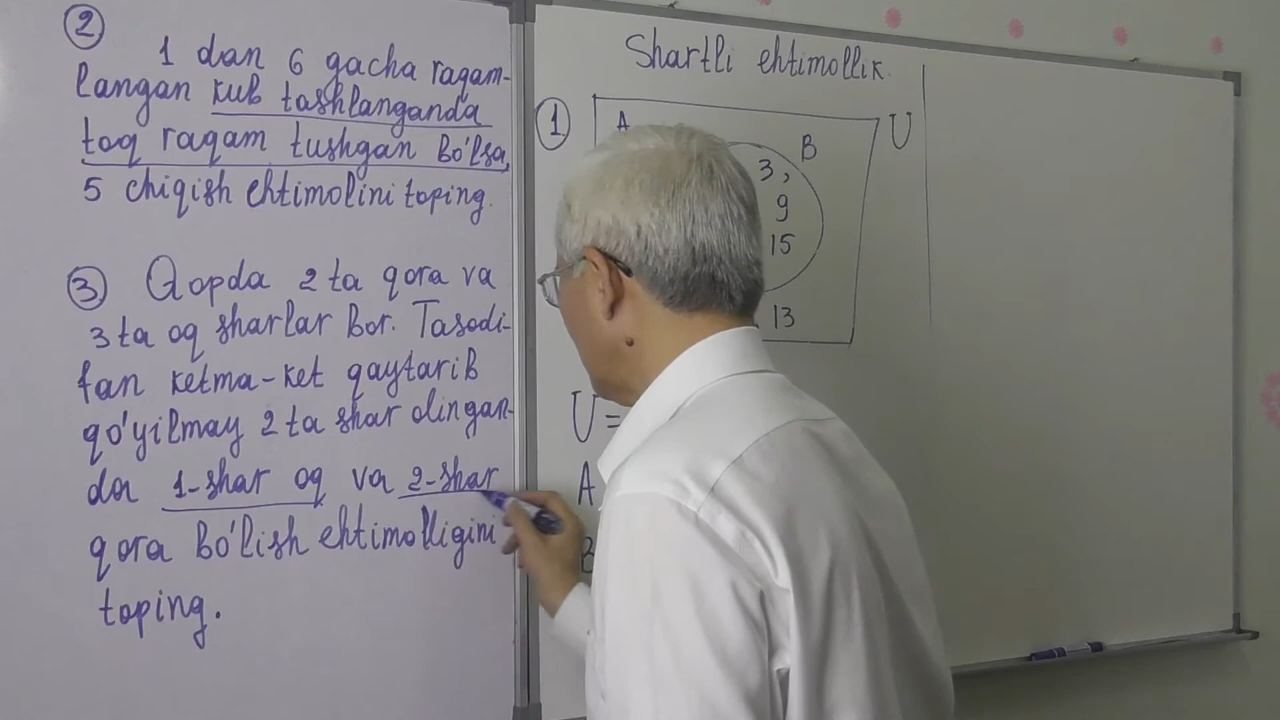 2
1 dan 6 gacha raqam-
langan kub tashlanganda
toq raqam tushgan bo'lsa,
5 chiqish ehtimolini toping.
3 Qopda 2 ta qora va
3 ta oq sharlar bor. Tasodi-
fan ketma-ket qaytarib
qo'yilmay 2 ta shar olingan-
da 1-shar oq va 2-shar
qora bo'lish ehtimolligini
toping.
Shartli ehtimollik.
1
A
B
U
3,
9
15
13
U =
A
B